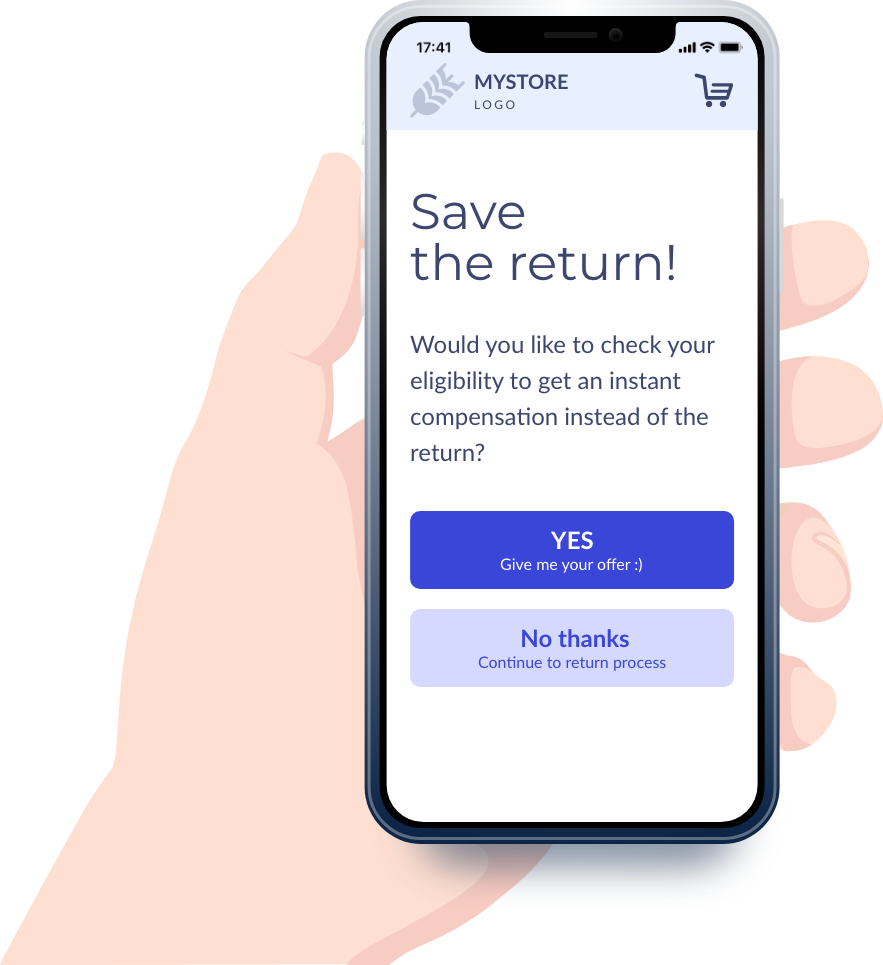 17:41
MYSTORE
LOGO
Save
the return!
Would you like to check your
eligibility to get an instant
compensation instead of the
return?
YES
Give me your offer :)
No thanks
Continue to return process